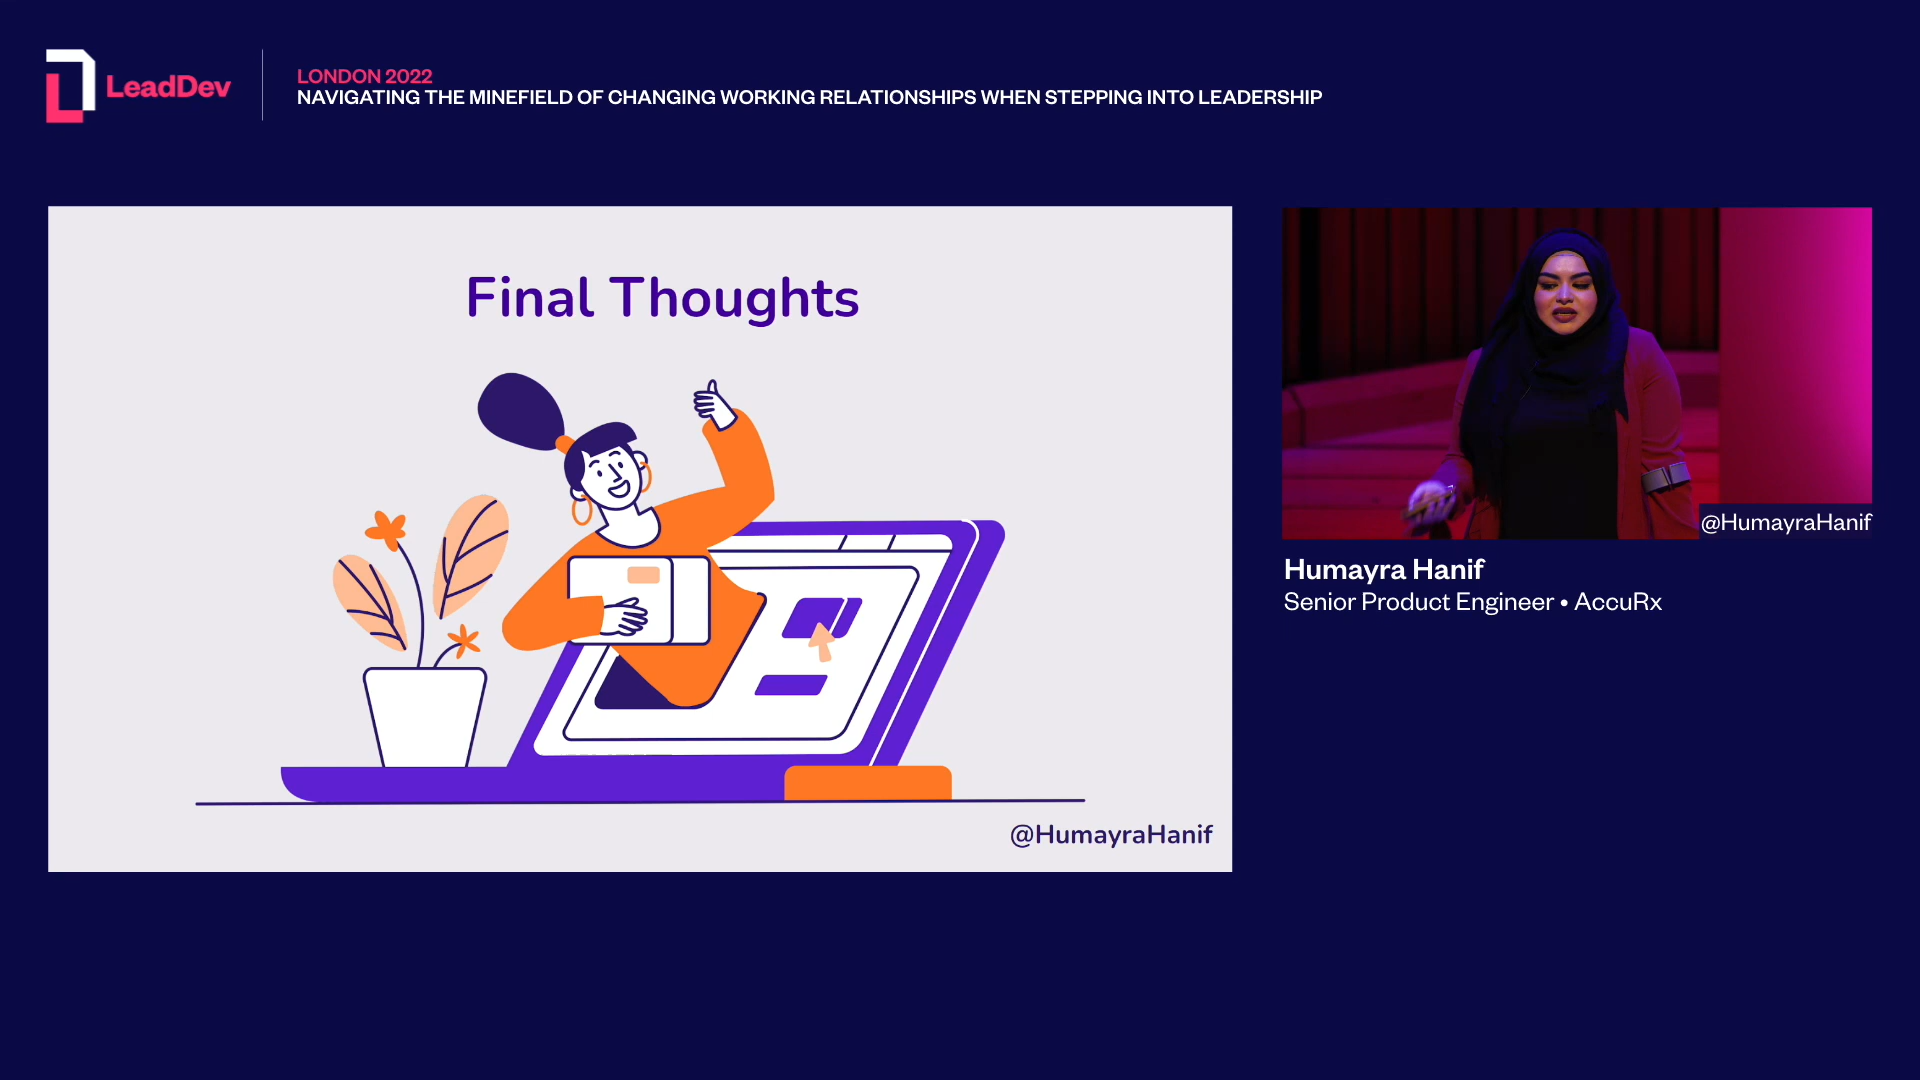 LeadDev
LONDON 2022
NAVIGATING THE MINEFIELD OF CHANGING WORKING RELATIONSHIPS WHEN STEPPING INTO LEADERSHIP
Final Thoughts
@HumayraHanif
@HumayraHanif
Humayra Hanif
Senior Product Engineer • AccuRx